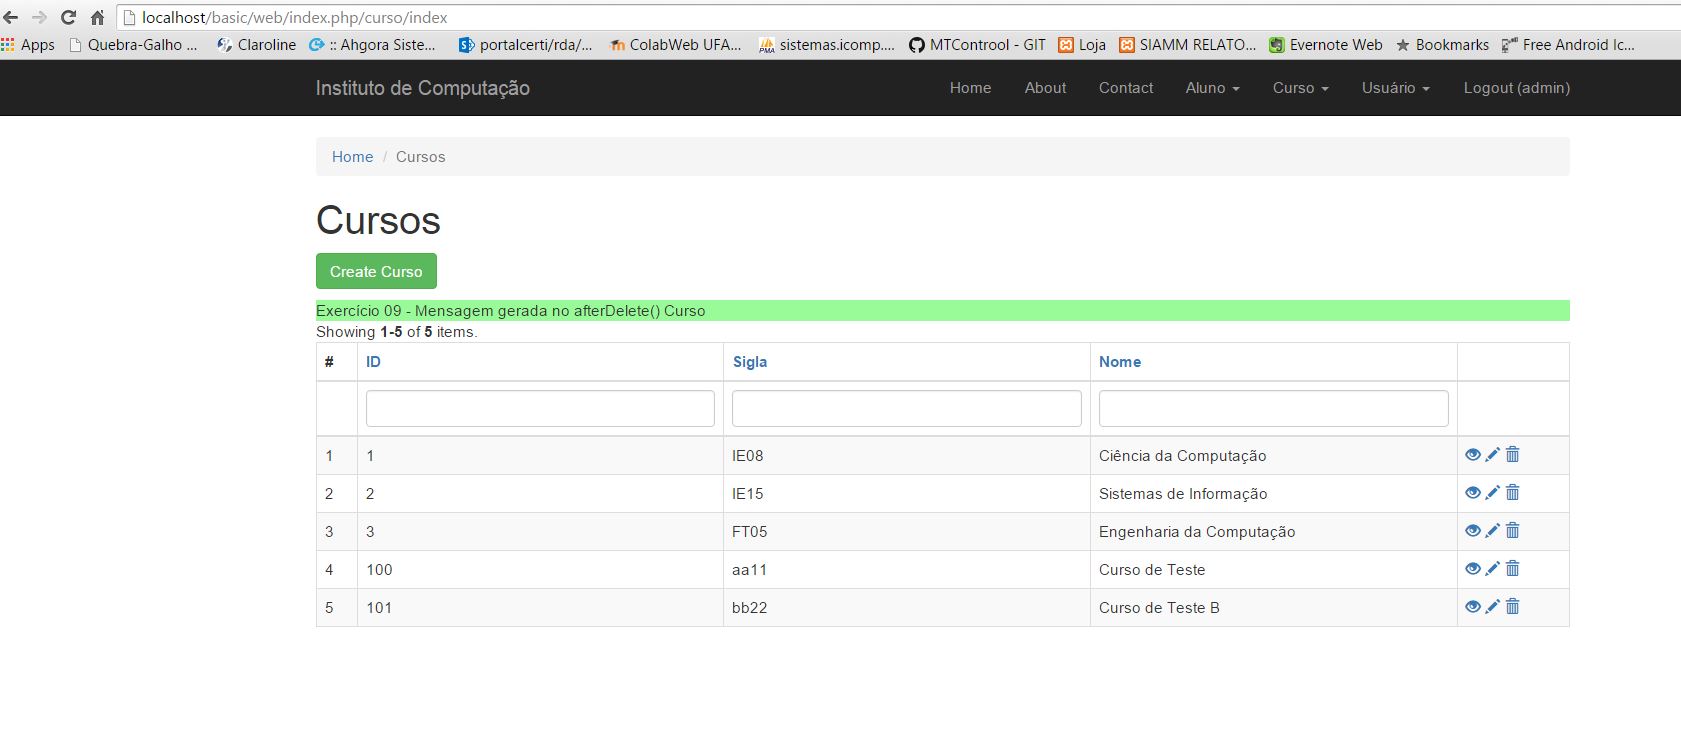 localhost/basic/web/index.php/curso/index
Apps Quebra-Galho ... Claroline :: Ahgora Siste... portalcerti/rda/... ColabWeb UFA... sistemas.icomp.... MTControol - GIT Loja SIAMM RELATO... Evernote Web Bookmarks Free Android Ic...
Instituto de Computação Home About Contact Aluno Curso Usuário Logout (admin)
Home / Cursos
Cursos
Create Curso
Exercício 09 - Mensagem gerada no afterDelete() Curso
Showing 1-5 of 5 items.
# ID Sigla Nome
1 1 IE08 Ciência da Computação
2 2 IE15 Sistemas de Informação
3 3 FT05 Engenharia da Computação
4 100 aa11 Curso de Teste
5 101 bb22 Curso de Teste B